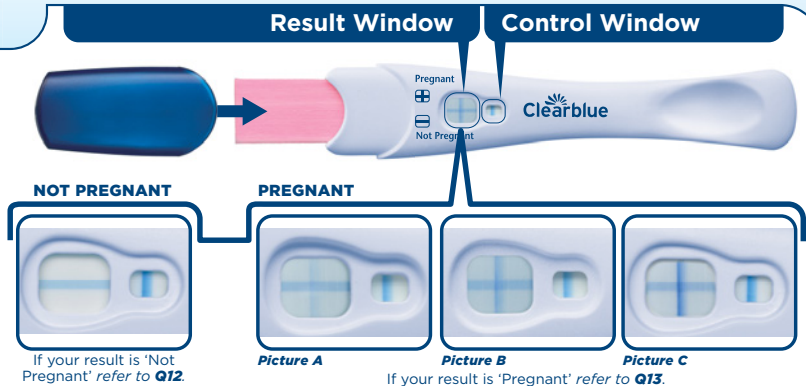 Result Window
Control Window
Pregnant
Not Pregnant
Clearblue
NOT PREGNANT
PREGNANT
If your result is 'Not
Pregnant' refer to Q12.
Picture A
Picture B
Picture C
If your result is 'Pregnant' refer to Q13.